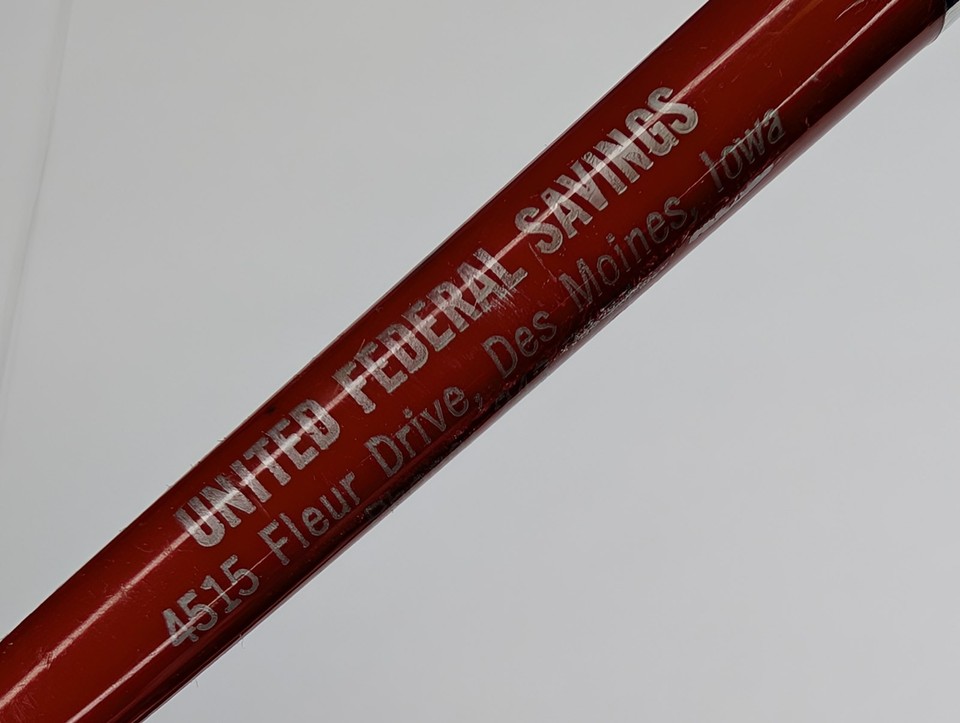 UNITED FEDERAL SAVINGS
4515 Fleur Drive, Des Moines, Iowa